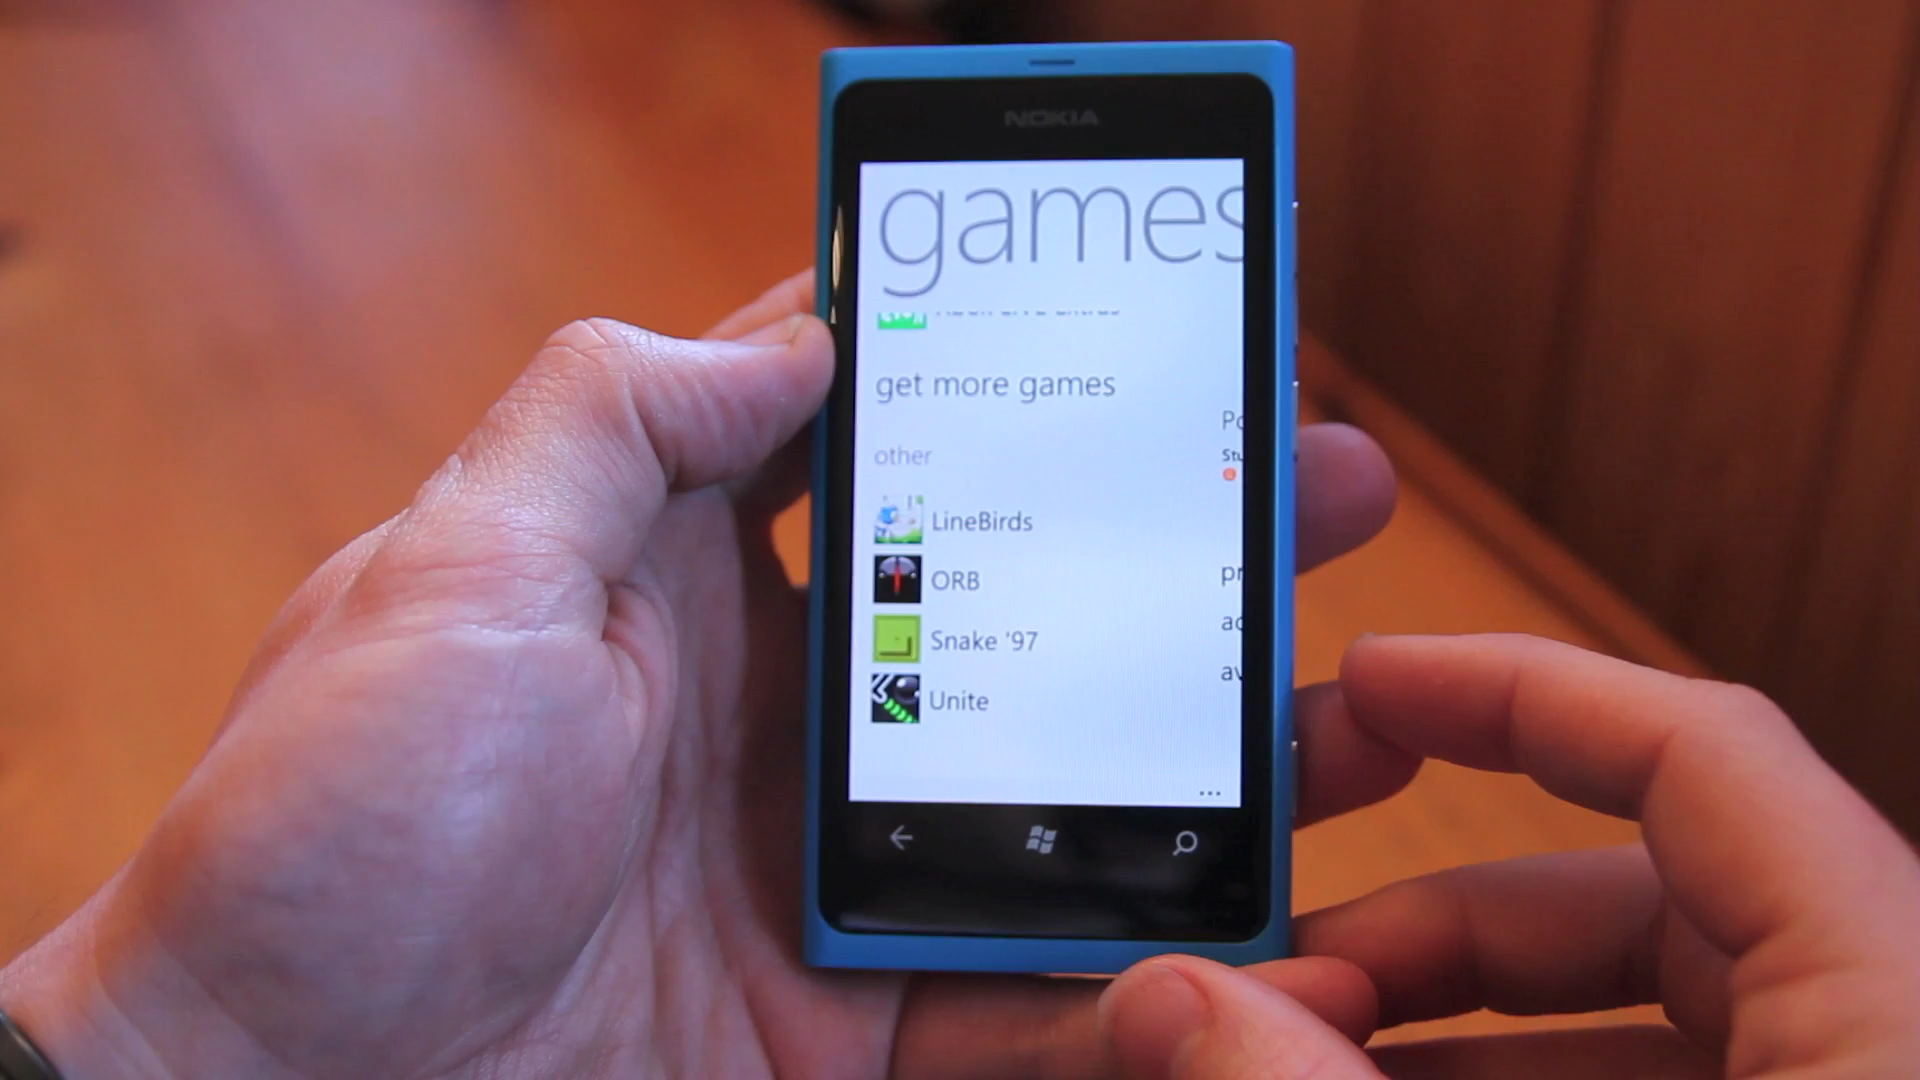 NOKIA
games
get more games
other
LineBirds
ORB
Snake '97
Unite
...